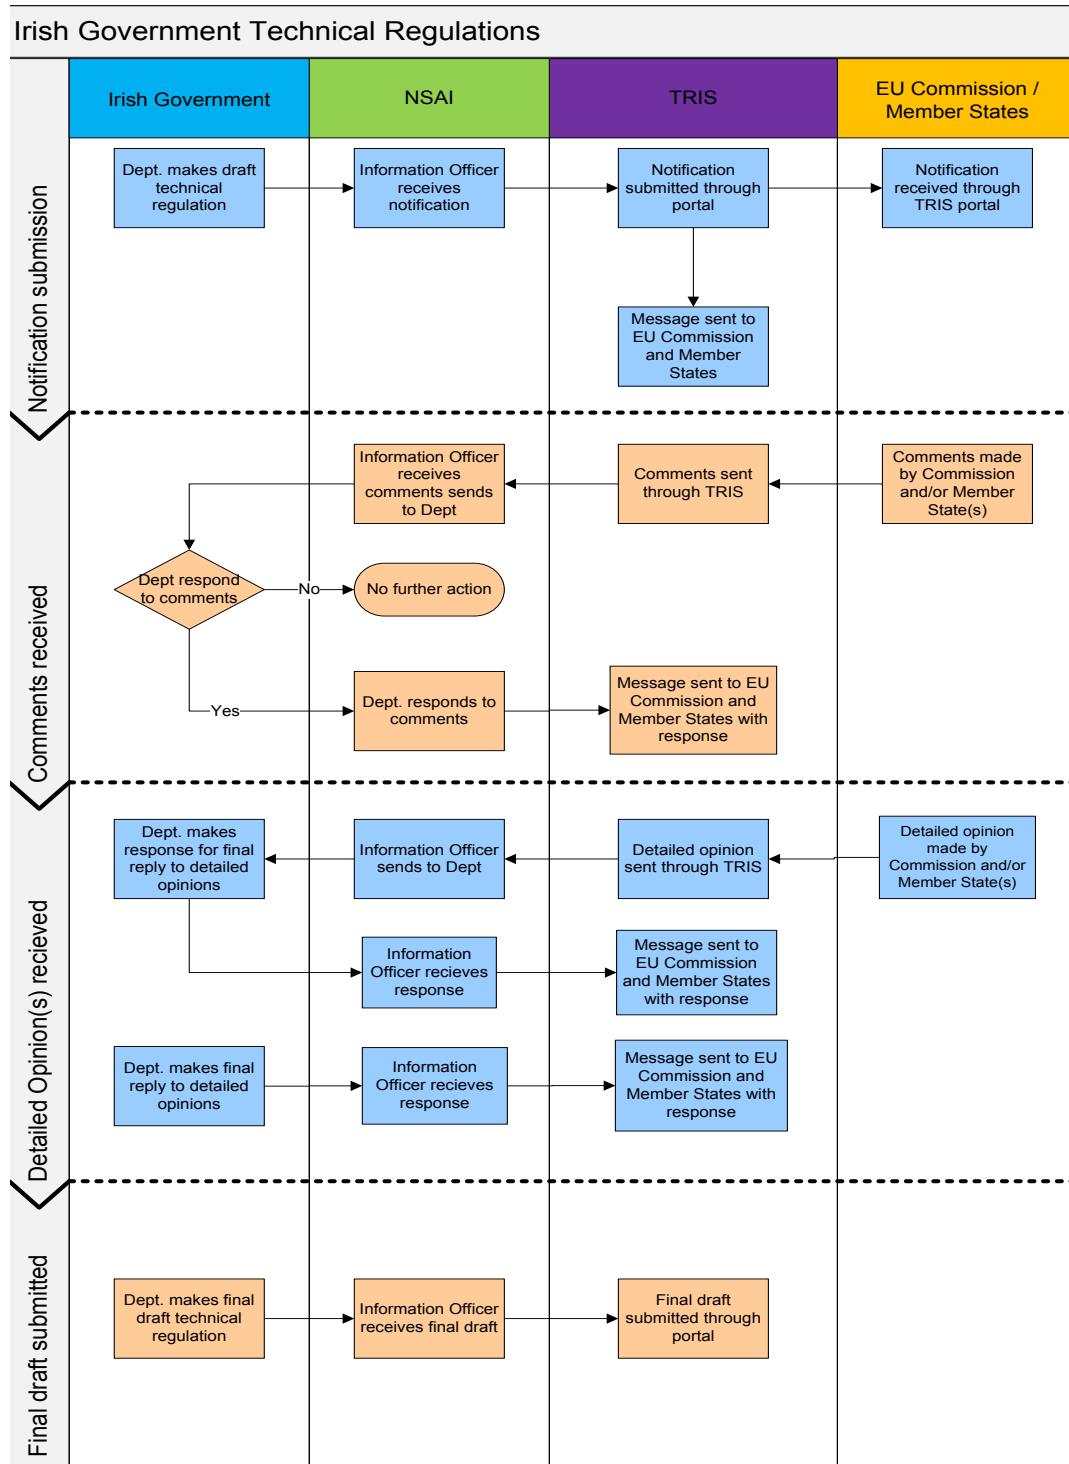 Irish Government Technical Regulations
Irish Government
NSAI
TRIS
EU Commission /
Member States
Notification submission
Dept. makes draft
technical
regulation
Information Officer
receives
notification
Notification
submitted through
portal
Notification
received through
TRIS portal
Message sent to
EU Commission
and Member
States
Comments received
Information Officer
receives
comments sends
to Dept
Comments sent
through TRIS
Comments made
by Commission
and/or Member
State(s)
Dept respond
to comments
No
No further action
Yes
Dept. responds to
comments
Message sent to EU
Commission and
Member States with
response
Detailed Opinion(s) recieved
Dept. makes
response for final
reply to detailed
opinions
Information Officer
sends to Dept
Detailed opinion
sent through TRIS
Detailed opinion
made by
Commission and/or
Member State(s)
Information
Officer recieves
response
Message sent to
EU Commission
and Member States
with response
Dept. makes final
reply to detailed
opinions
Information
Officer recieves
response
Message sent to EU
Commission and
Member States with
response
Final draft submitted
Dept. makes final
draft technical
regulation
Information Officer
receives final draft
Final draft
submitted through
portal